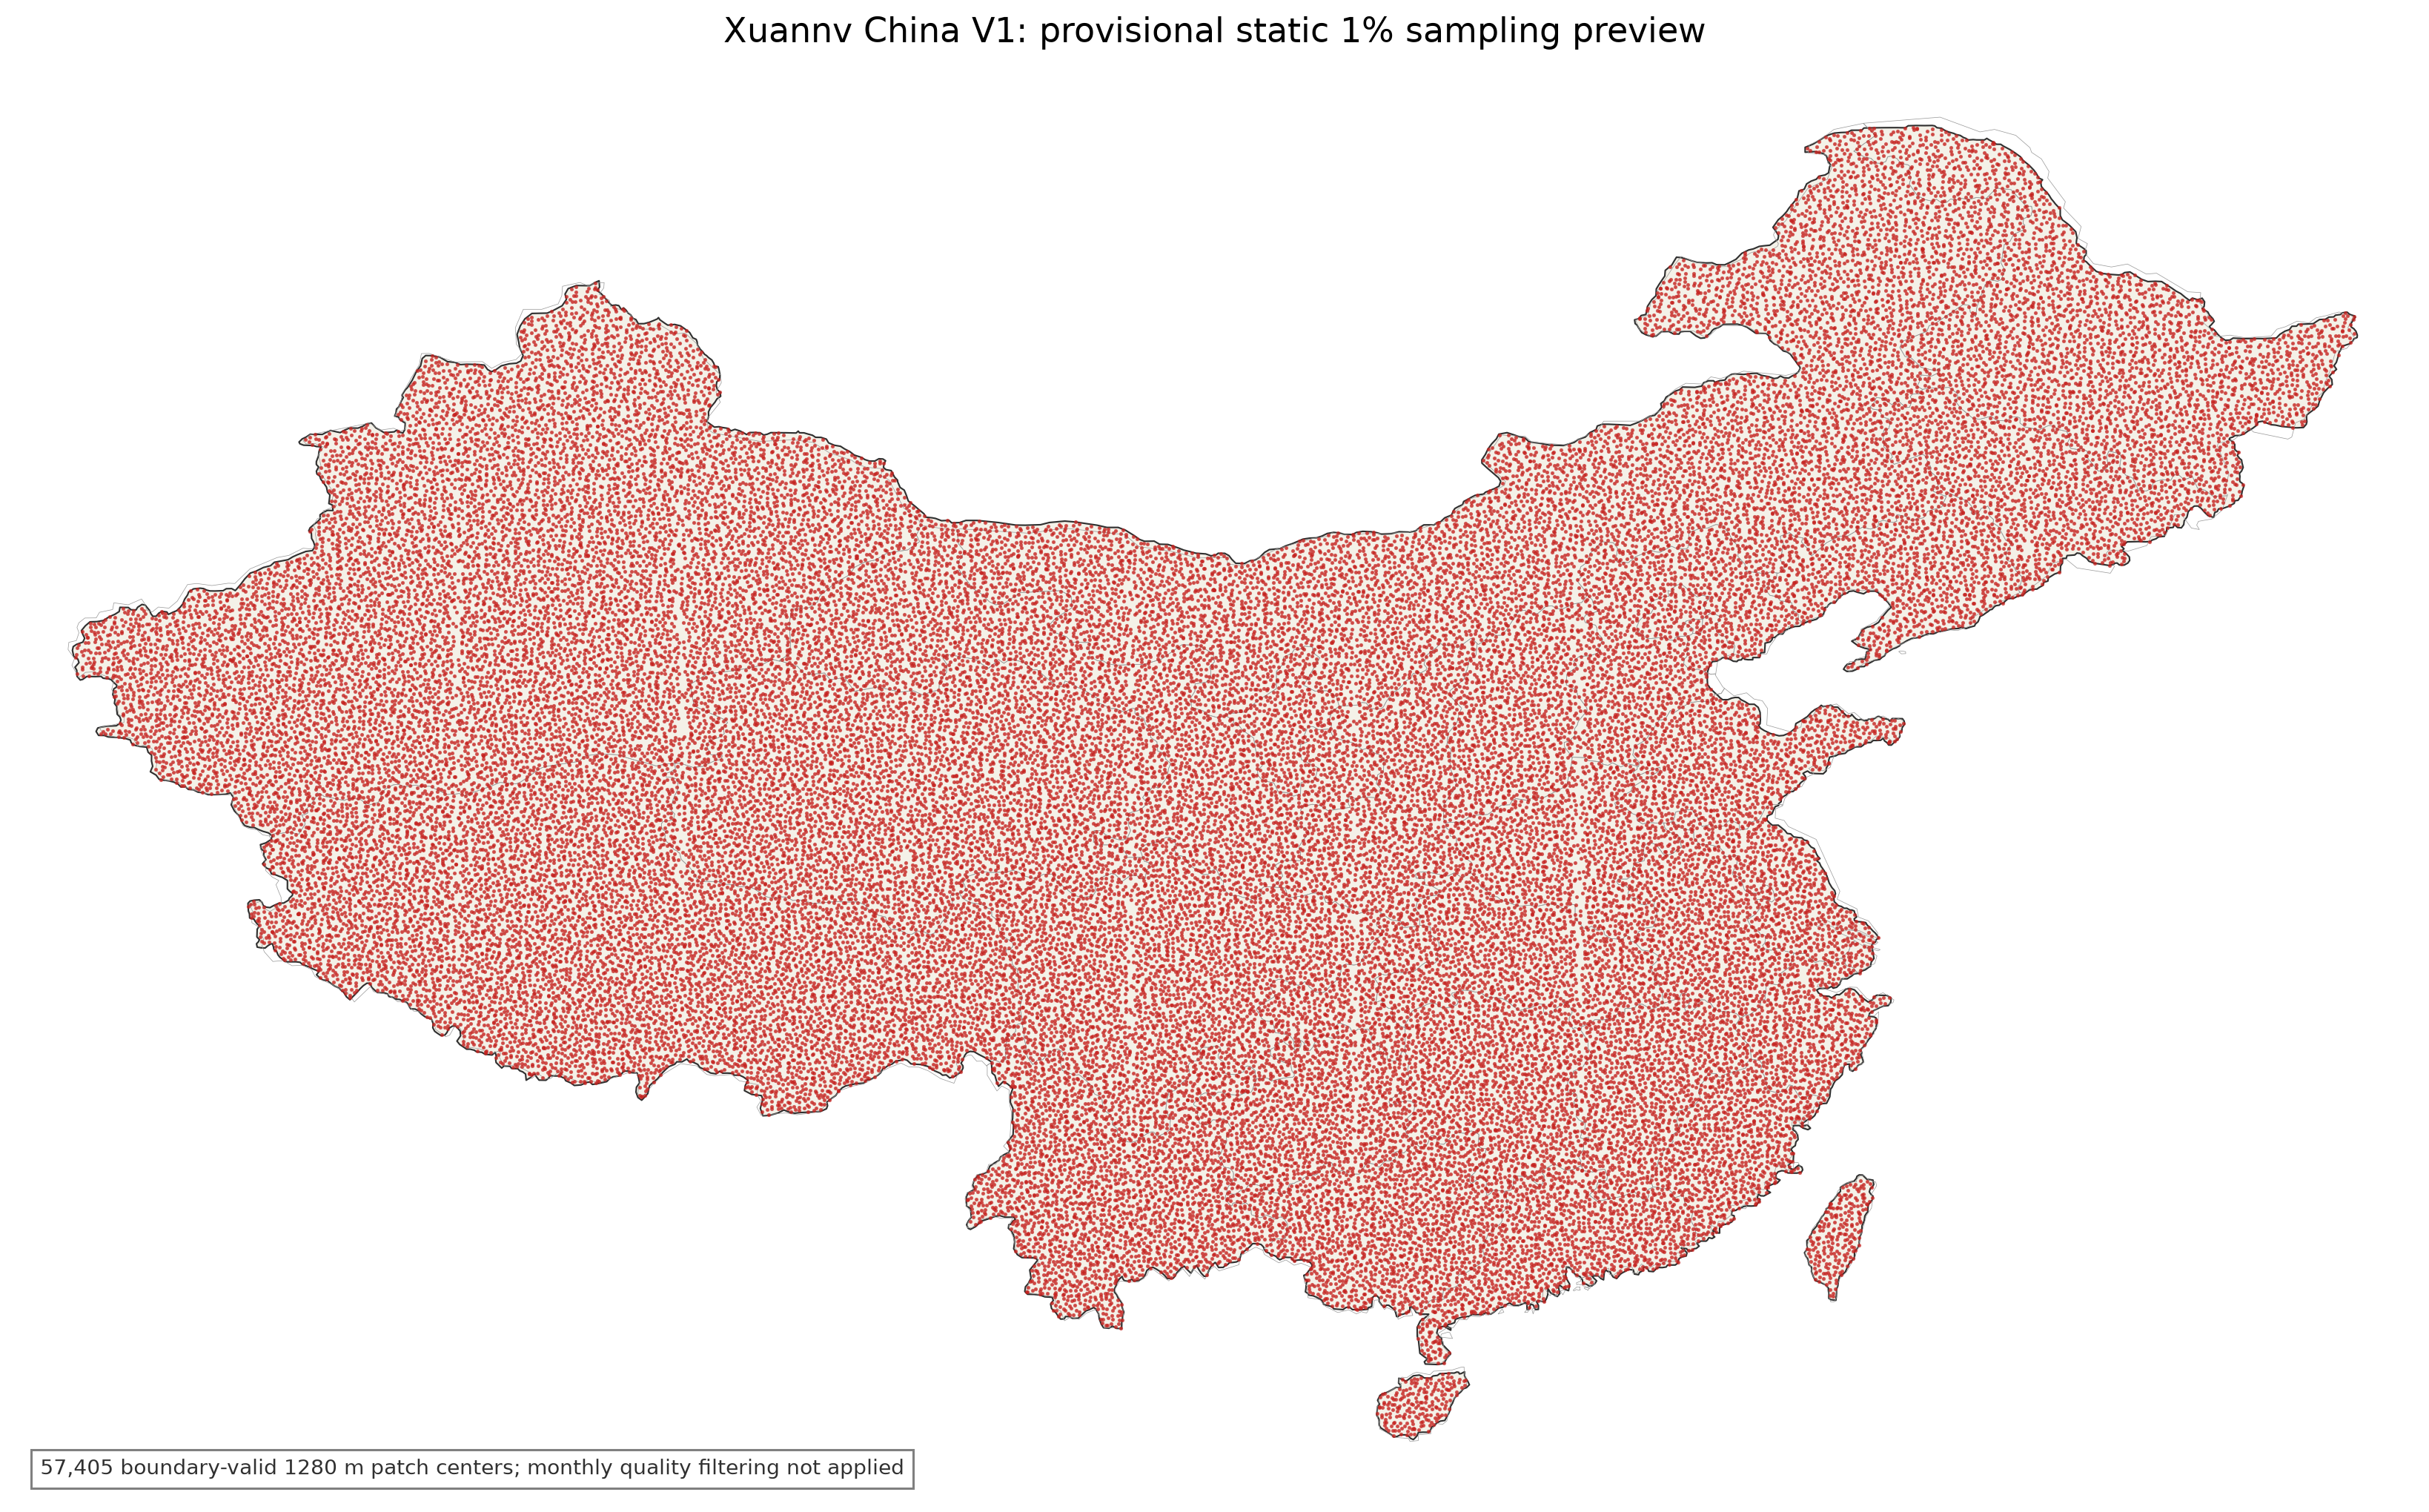 Xuannv China V1: provisional static 1% sampling preview
57,405 boundary-valid 1280 m patch centers; monthly quality filtering not applied